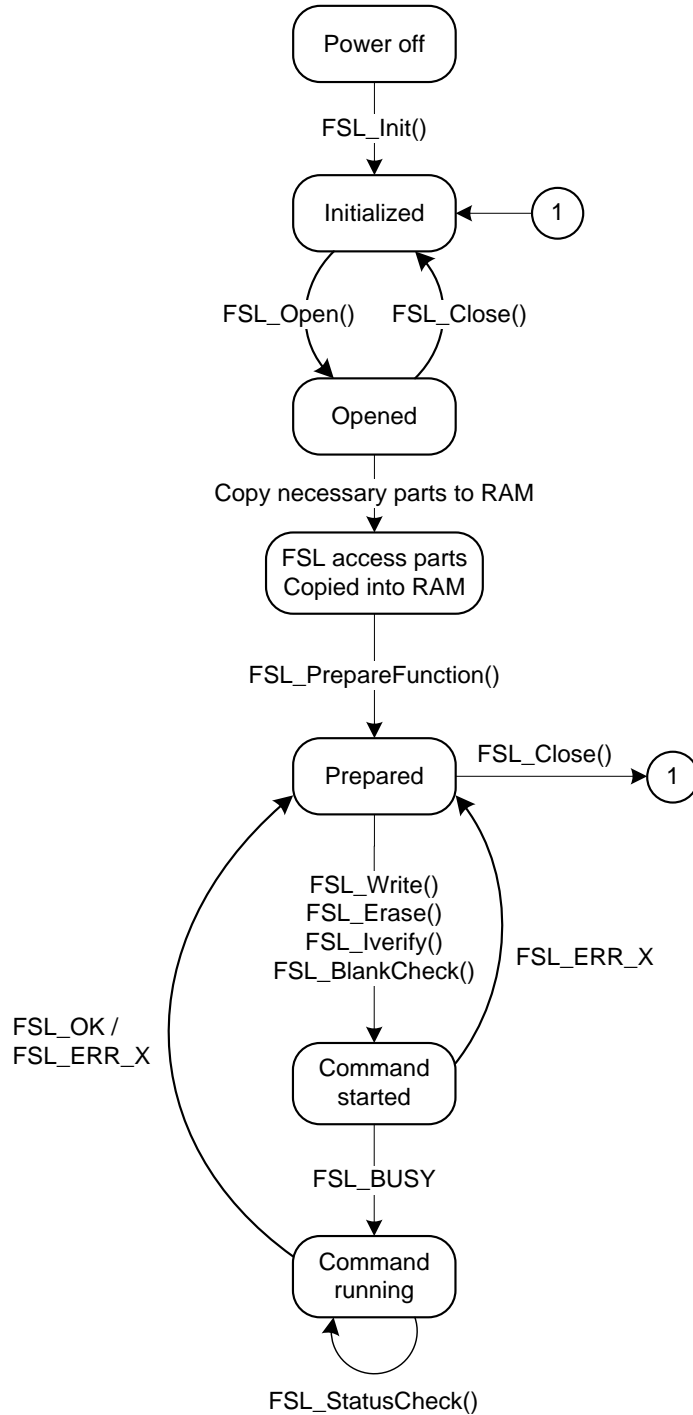 Power off
FSL_Init()
Initialized
1
FSL_Open()
FSL_Close()
Opened
Copy necessary parts to RAM
FSL access parts
Copied into RAM
FSL_PrepareFunction()
Prepared
FSL_Close()
1
FSL_Write()
FSL_Erase()
FSL_Iverify()
FSL_BlankCheck()
FSL_ERR_X
FSL_OK /
FSL_ERR_X
Command
started
FSL_BUSY
Command
running
FSL_StatusCheck()